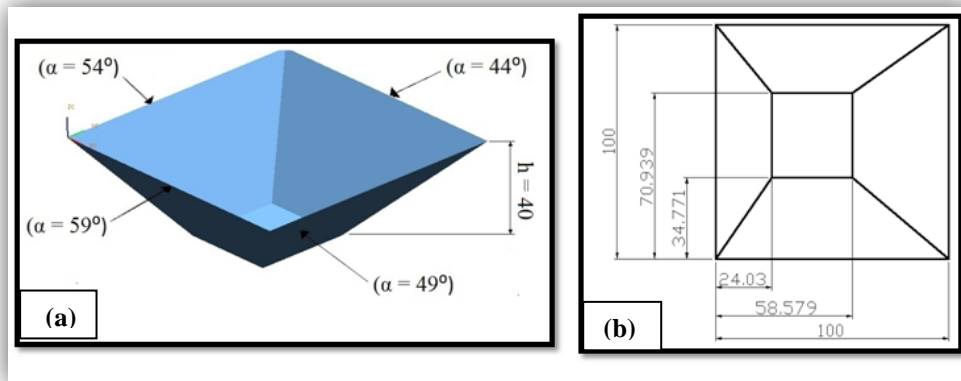 (α = 54º)
(α = 44º)
h = 40
(α = 59º)
(α = 49º)
(a)
100
70.939
34.771
24.03
58.579
100
(b)